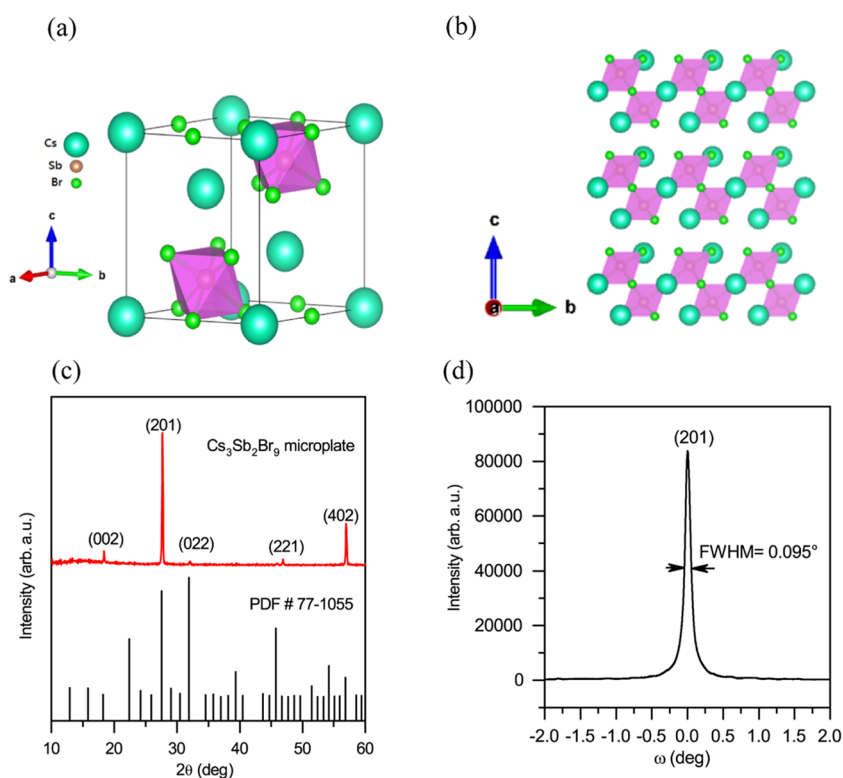 (a)
Cs
Sb
Br
c
a
b
(b)
c
a
b
(c)
(201)
Cs₃Sb₂Br₉ microplate
(002)
(022)
(221)
(402)
PDF # 77-1055
Intensity (arb. a.u.)
10 20 30 40 50 60
2θ (deg)
(d)
100000
80000
60000
40000
20000
0
(201)
FWHM= 0.095°
Intensity (arb. a.u.)
-2.0 -1.5 -1.0 -0.5 0.0 0.5 1.0 1.5 2.0
ω (deg)